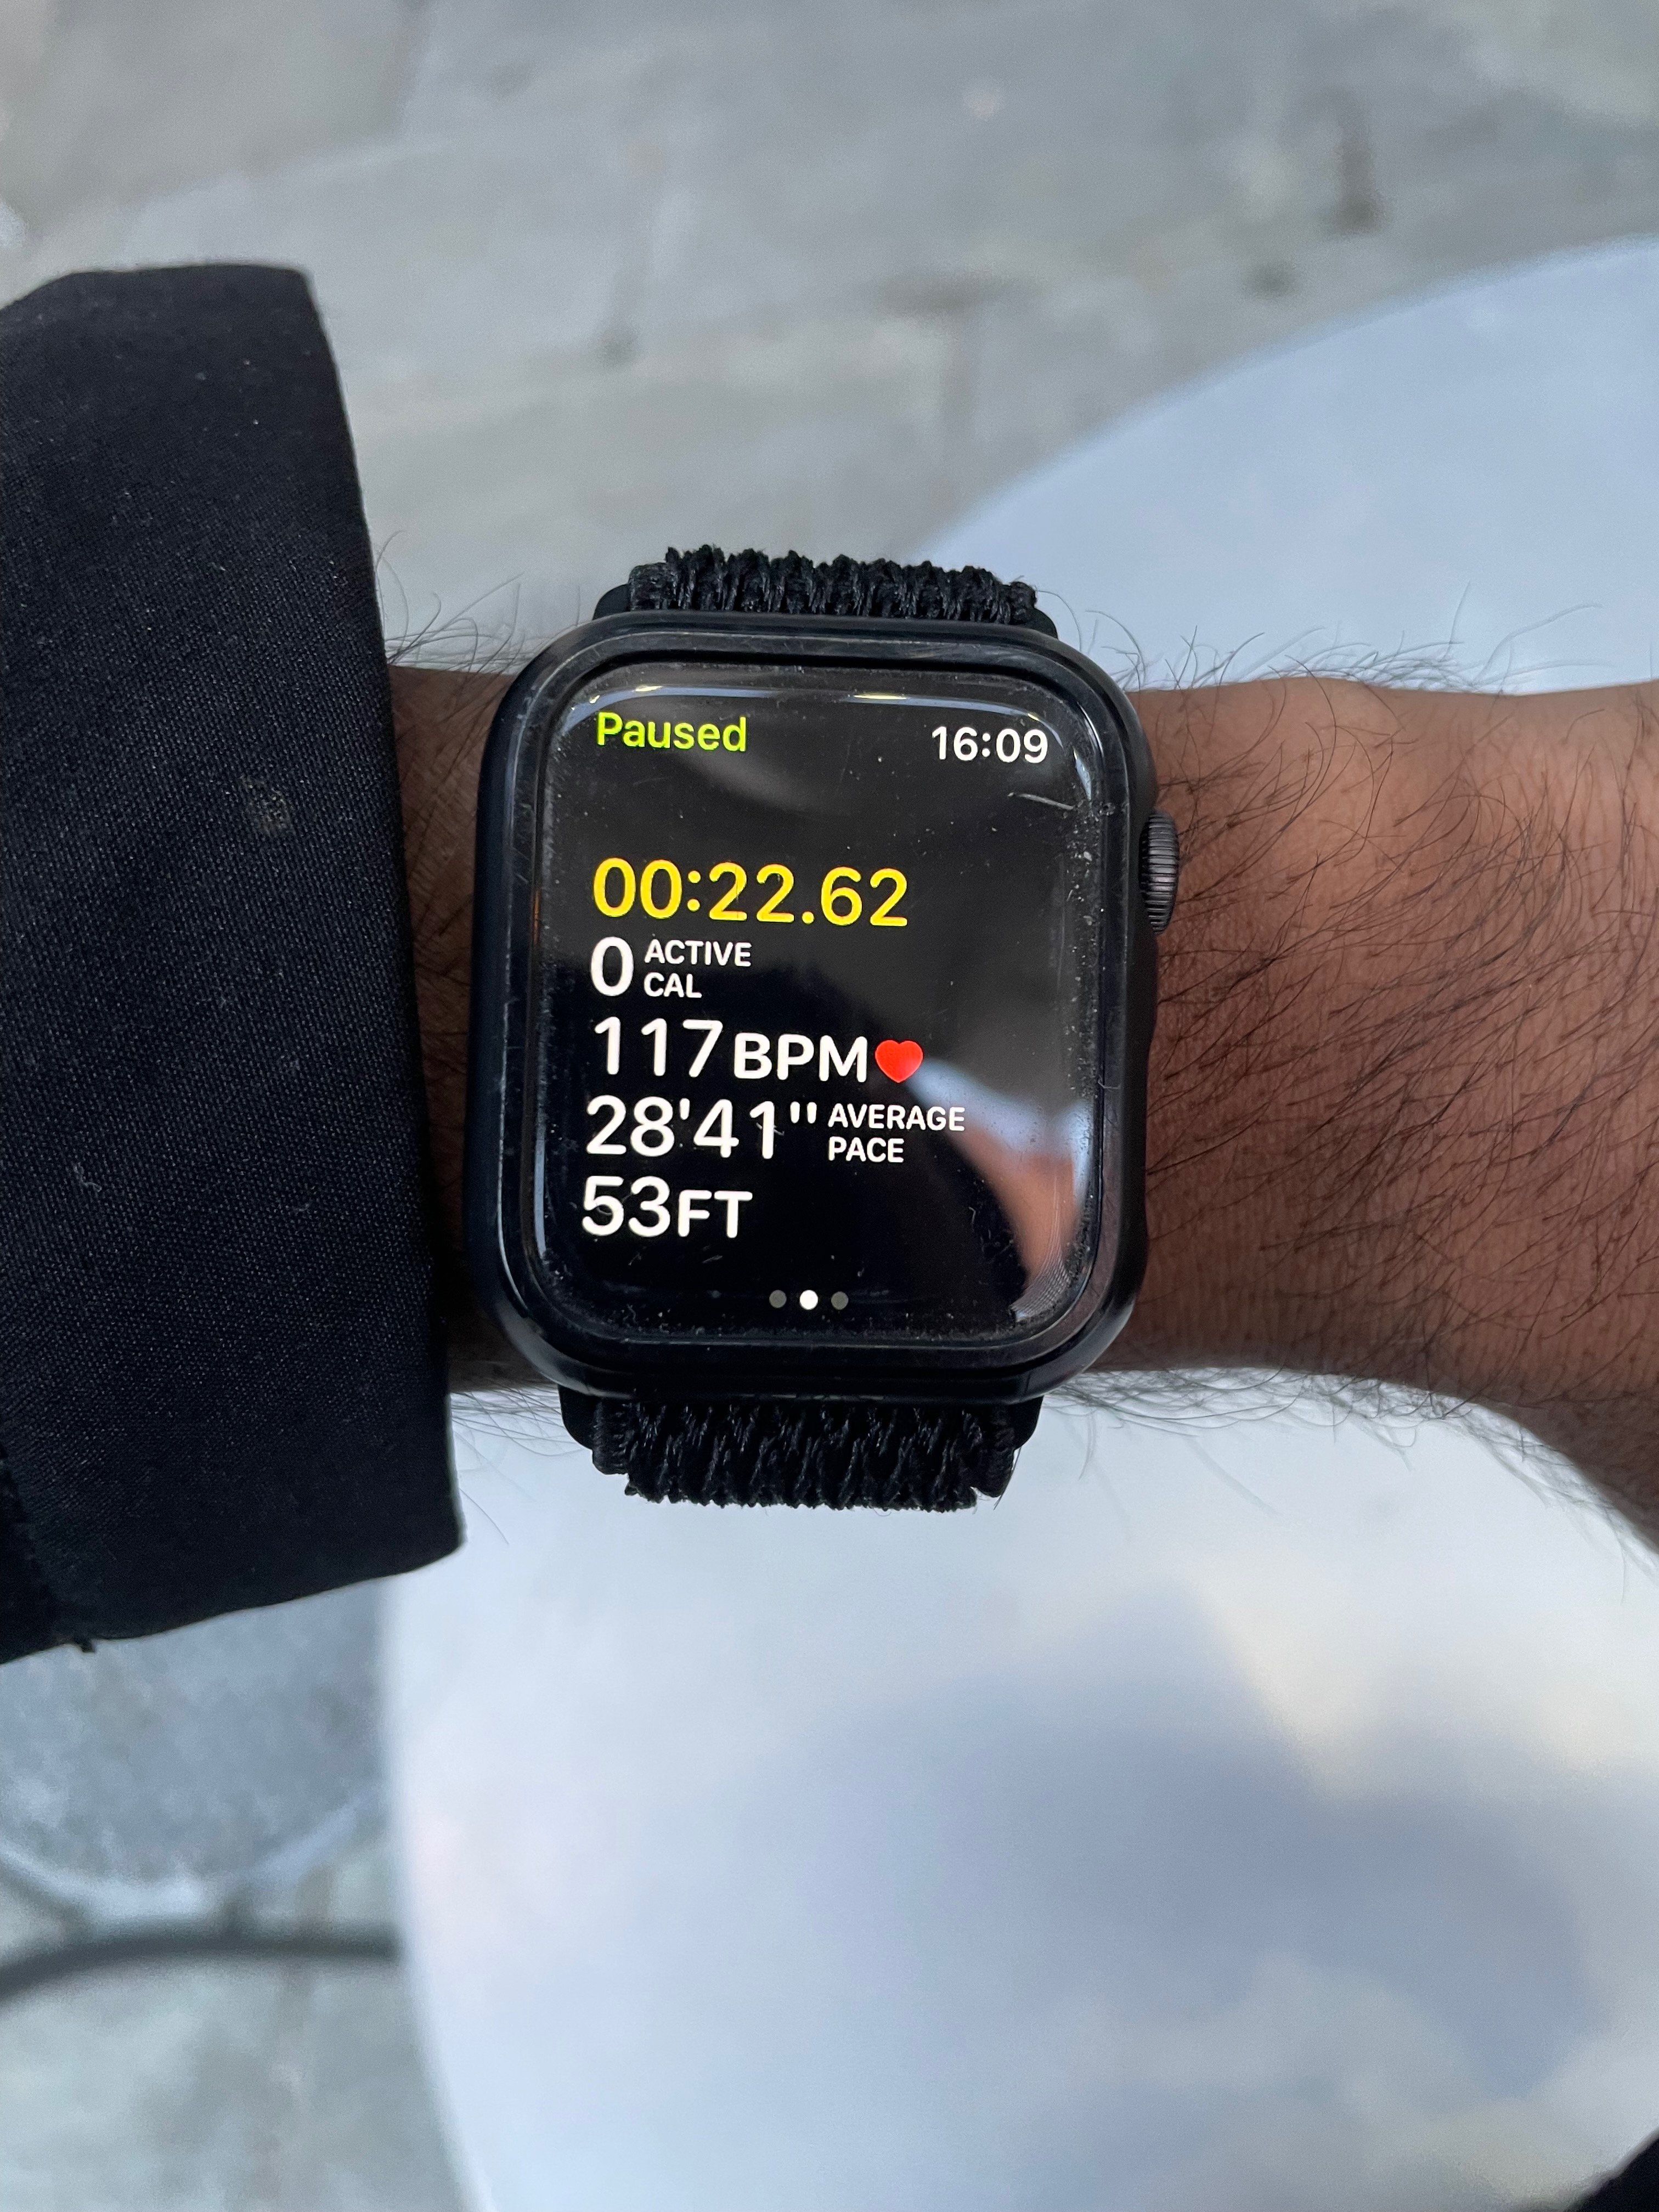 Paused 16:09
00:22.62
0 ACTIVE
CAL
117 BPM
28'41" AVERAGE
PACE
53FT